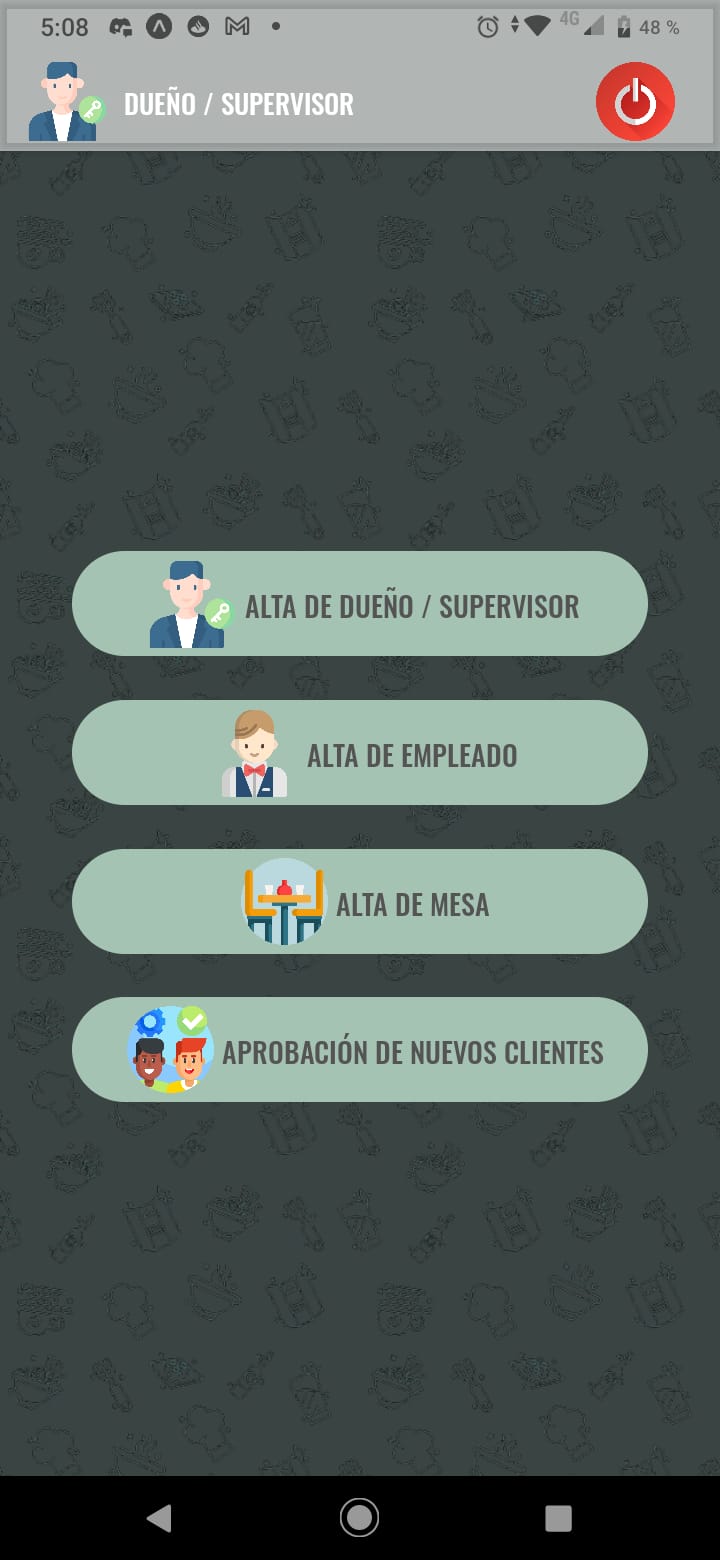 5:08
4G
48 %
DUEÑO / SUPERVISOR
ALTA DE DUEÑO / SUPERVISOR
ALTA DE EMPLEADO
ALTA DE MESA
APROBACIÓN DE NUEVOS CLIENTES